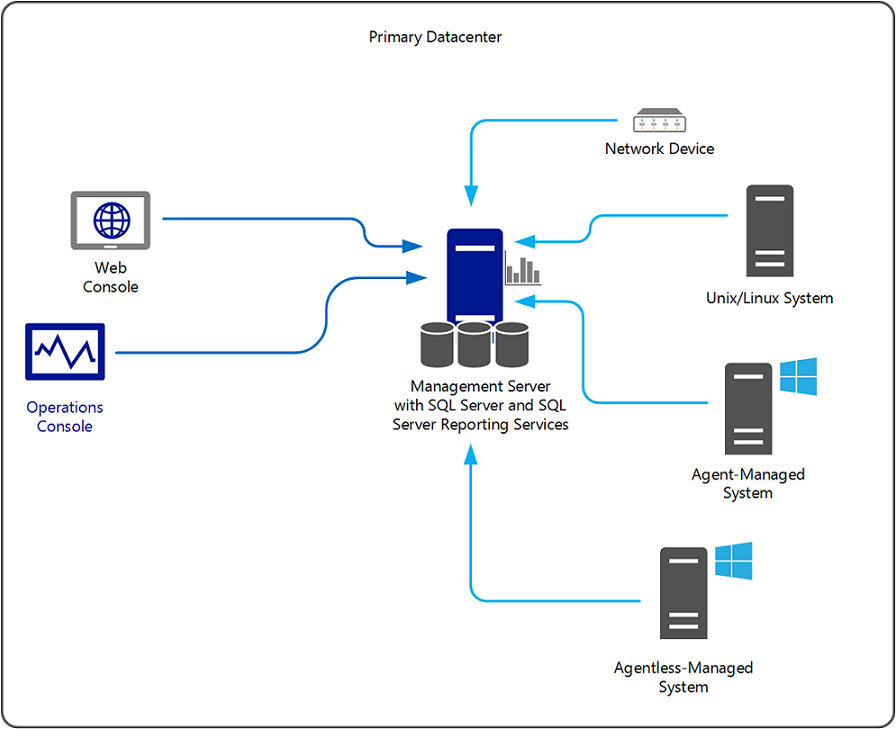 Primary Datacenter
Network Device
Web
Console
Unix/Linux System
Operations
Console
Management Server
with SQL Server and SQL
Server Reporting Services
Agent-Managed
System
Agentless-Managed
System